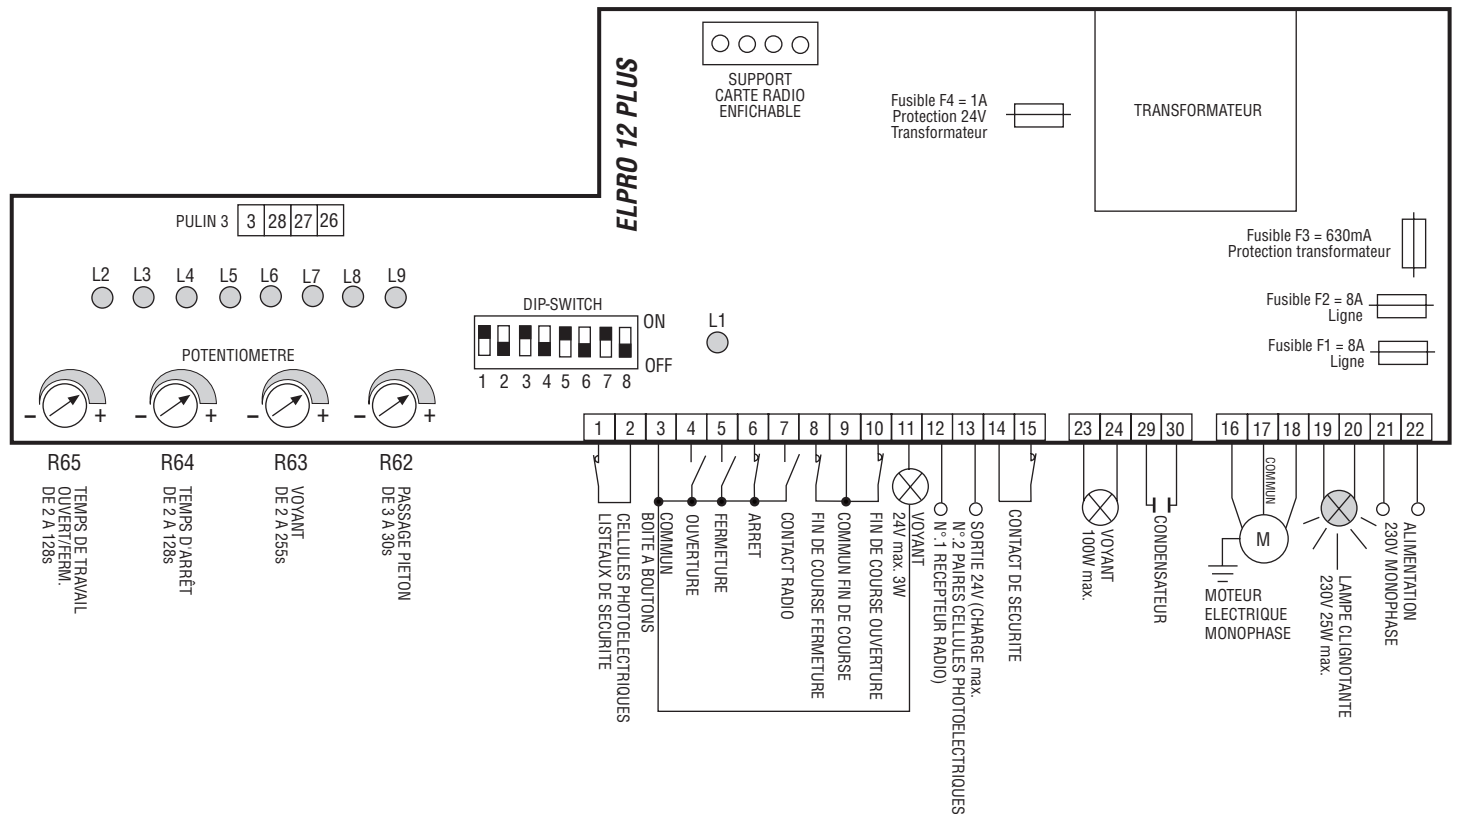 ELPRO 12 PLUS
SUPPORT
CARTE RADIO
ENFICHABLE
Fusible F4 = 1A
Protection 24V
Transformateur
TRANSFORMATEUR
PULIN 3
3 28 27 26
Fusible F3 = 630mA
Protection transformateur
L2 L3 L4 L5 L6 L7 L8 L9
DIP-SWITCH
ON
OFF
1 2 3 4 5 6 7 8
L1
Fusible F2 = 8A
Ligne
Fusible F1 = 8A
Ligne
POTENTIOMETRE
– + – + – + – +
1 2 3 4 5 6 7 8 9 10 11 12 13 14 15
23 24 29 30
16 17 18 19 20 21 22
R65
TEMPS DE TRAVAIL
OUVERT/FERM.
DE 2 A 128s
R64
TEMPS D'ARRÊT
DE 2 A 128s
R63
VOYANT
DE 2 A 255s
R62
PASSAGE PIETON
DE 3 A 30s
CELLULES PHOTOELECTRIQUES
LISTEAUX DE SECURITE
COMMUN
BOITE A BOUTONS
OUVERTURE
FERMETURE
ARRET
CONTACT RADIO
FIN DE COURSE FERMETURE
COMMUN FIN DE COURSE
FIN DE COURSE OUVERTURE
VOYANT
24V max. 3W
SORTIE 24V (CHARGE max.
N°.2 PAIRES CELLULES PHOTOELECTRIQUES
N°.1 RECEPTEUR RADIO)
CONTACT DE SECURITE
VOYANT
100W max.
CONDENSATEUR
COMMUN
M
MOTEUR
ELECTRIQUE
MONOPHASE
LAMPE CLIGNOTANTE
230V 25W max.
ALIMENTATION
230V MONOPHASE